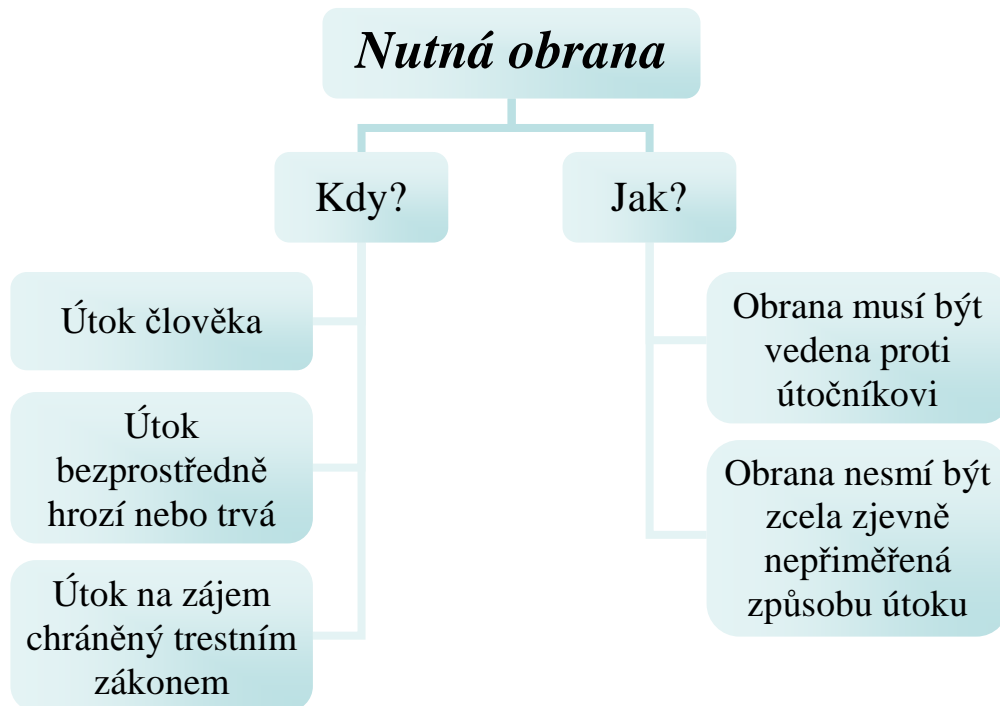 Nutná obrana
Kdy?
Útok člověka
Útok
bezprostředně
hrozí nebo trvá
Útok na zájem
chráněný trestním
zákonem
Jak?
Obrana musí být
vedena proti
útočníkovi
Obrana nesmí být
zcela zjevně
nepřiměřená
způsobu útoku